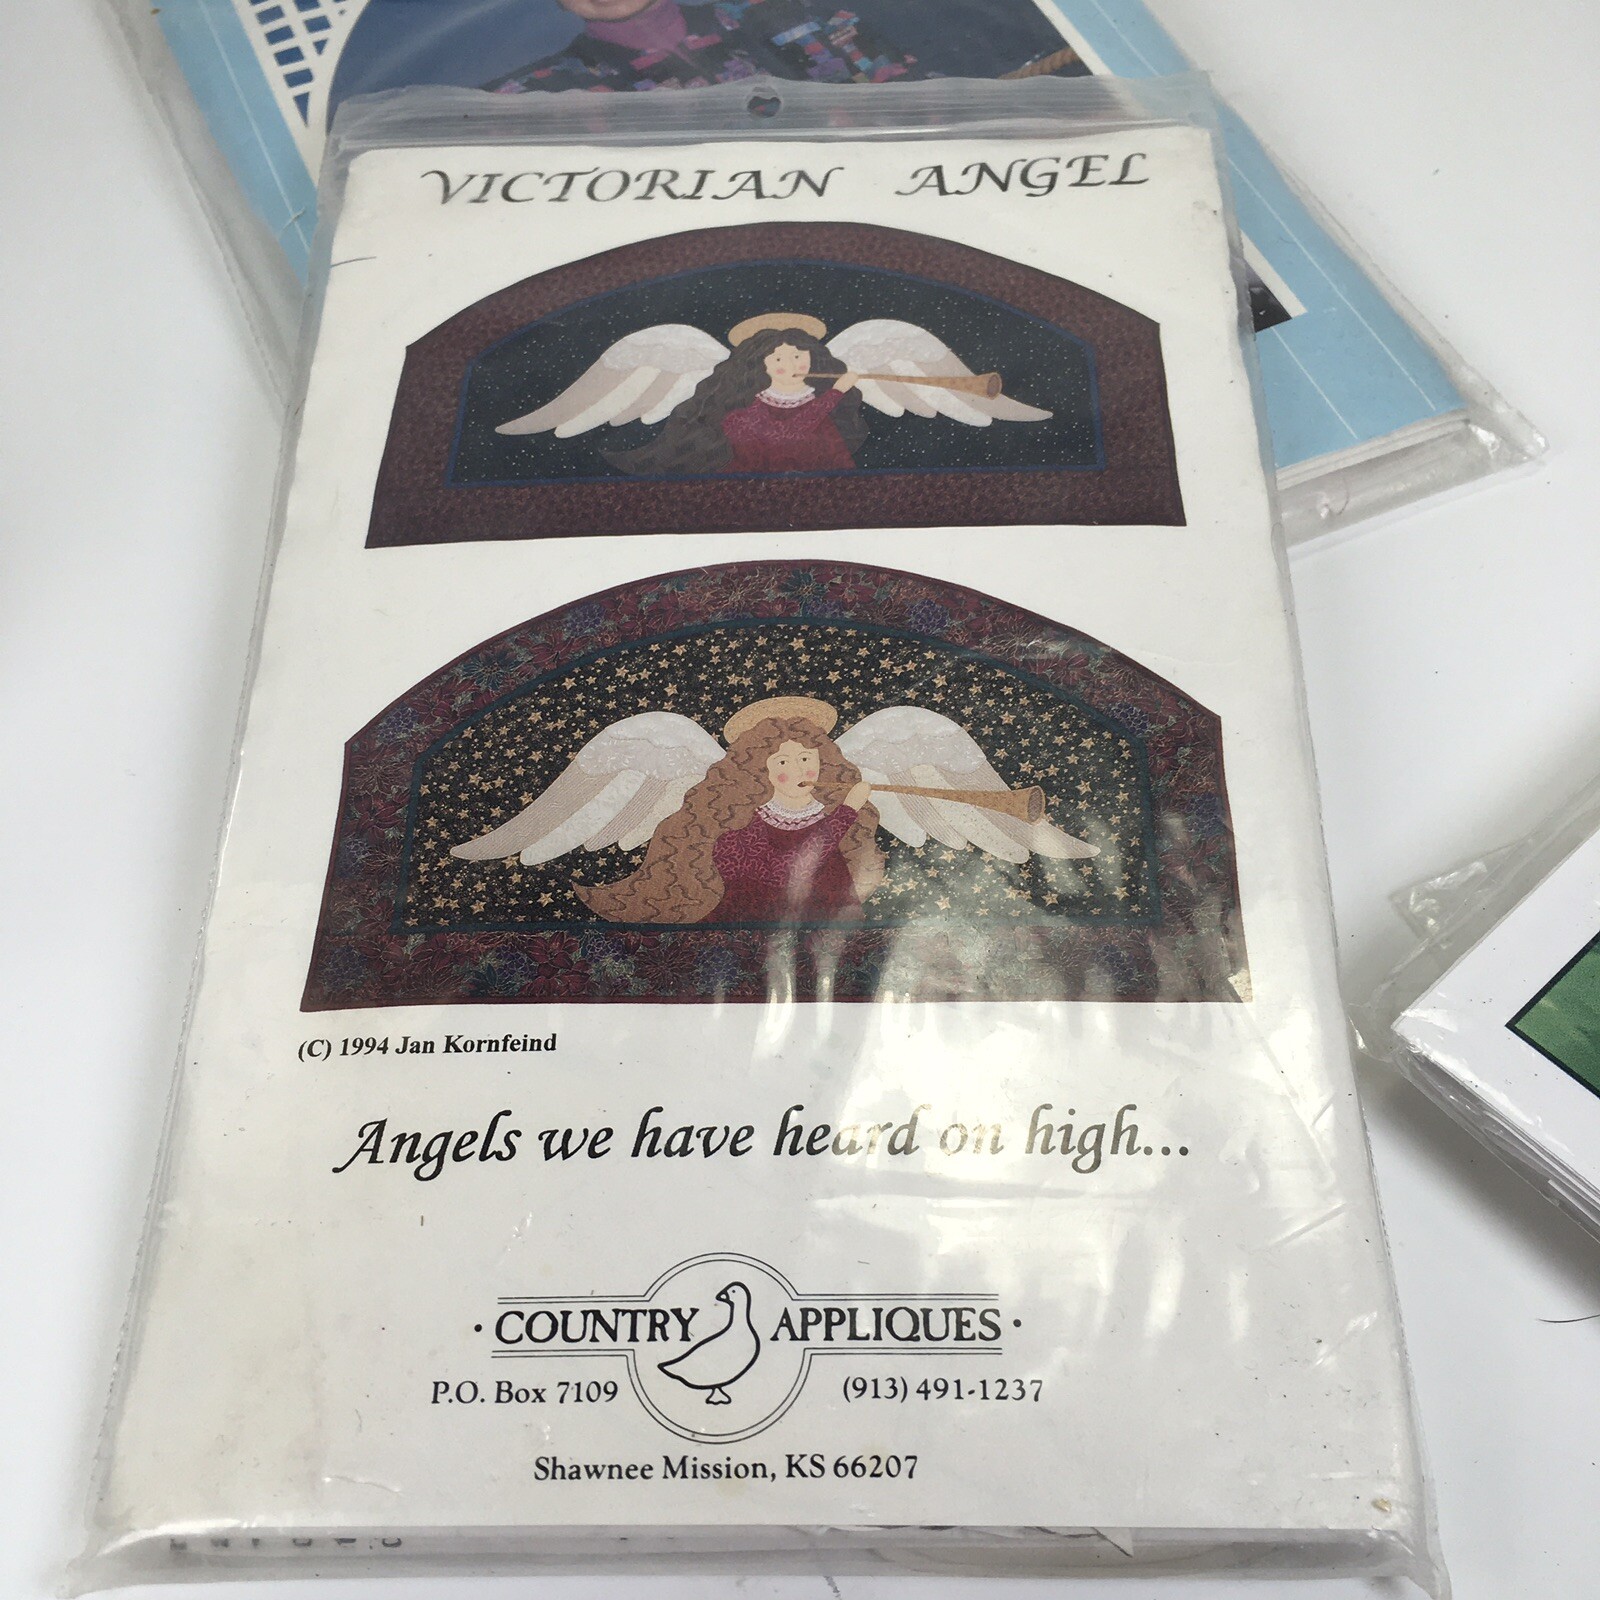 VICTORIAN ANGEL
(C) 1994 Jan Kornfeind
Angels we have heard on high...
· COUNTRY APPLIQUES ·
P.O. Box 7109 (913) 491-1237
Shawnee Mission, KS 66207